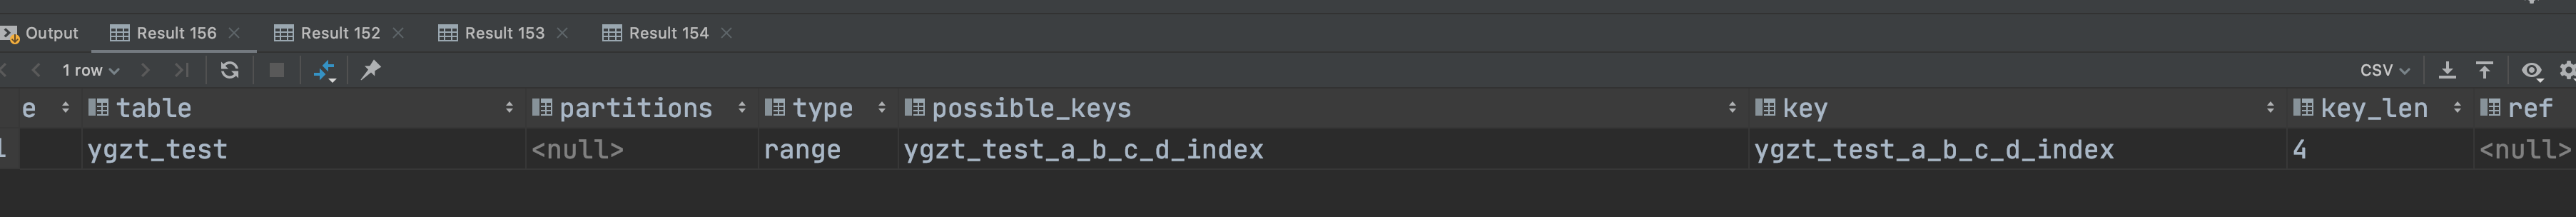 Output Result 156 Result 152 Result 153 Result 154
1 row CSV
e table partitions type possible_keys key key_len ref
1 ygzt_test <null> range ygzt_test_a_b_c_d_index ygzt_test_a_b_c_d_index 4 <null>